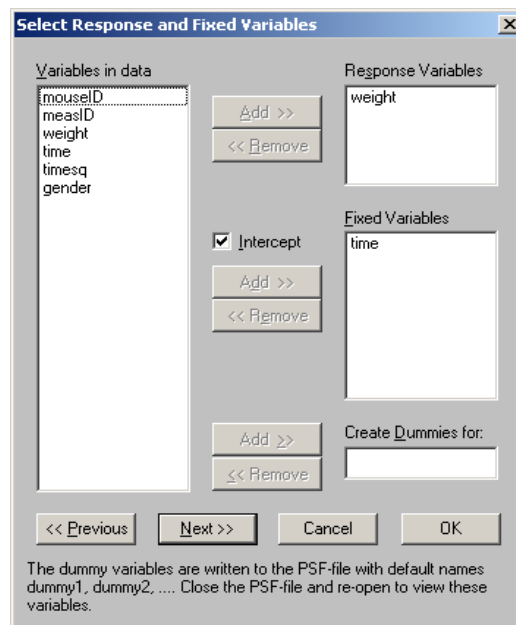 Select Response and Fixed Variables
Variables in data
mouseID
measID
weight
time
timesq
gender
Add >>
<< Remove
Response Variables
weight
Intercept
Add >>
<< Remove
Fixed Variables
time
Add >>
<< Remove
Create Dummies for:
<< Previous
Next >>
Cancel
OK
The dummy variables are written to the PSF-file with default names
dummy1, dummy2, .... Close the PSF-file and re-open to view these
variables.